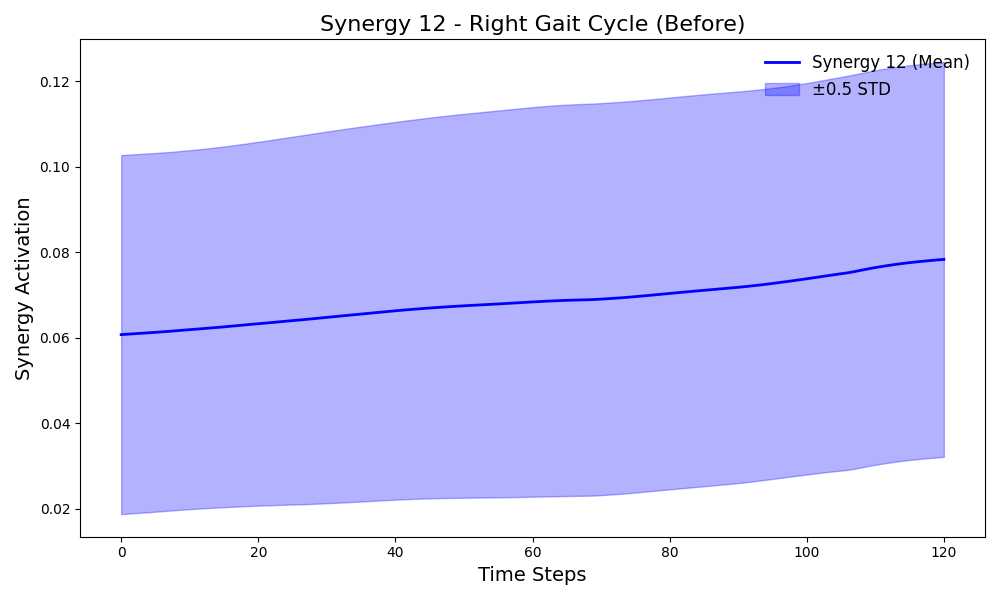 Synergy 12 - Right Gait Cycle (Before)
Synergy 12 (Mean)
±0.5 STD
Synergy Activation
0.12
0.10
0.08
0.06
0.04
0.02
0 20 40 60 80 100 120
Time Steps